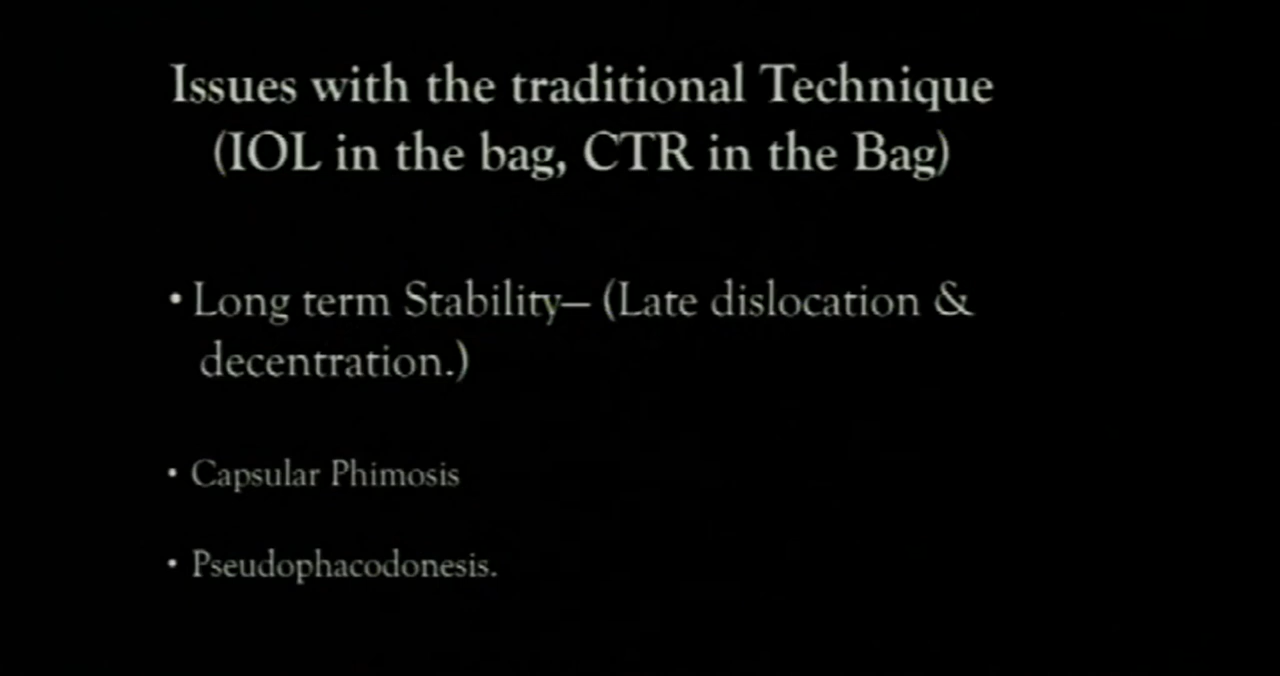 Issues with the traditional Technique
(IOL in the bag, CTR in the Bag)
• Long term Stability– (Late dislocation &
decentration.)
• Capsular Phimosis
• Pseudophacodonesis.